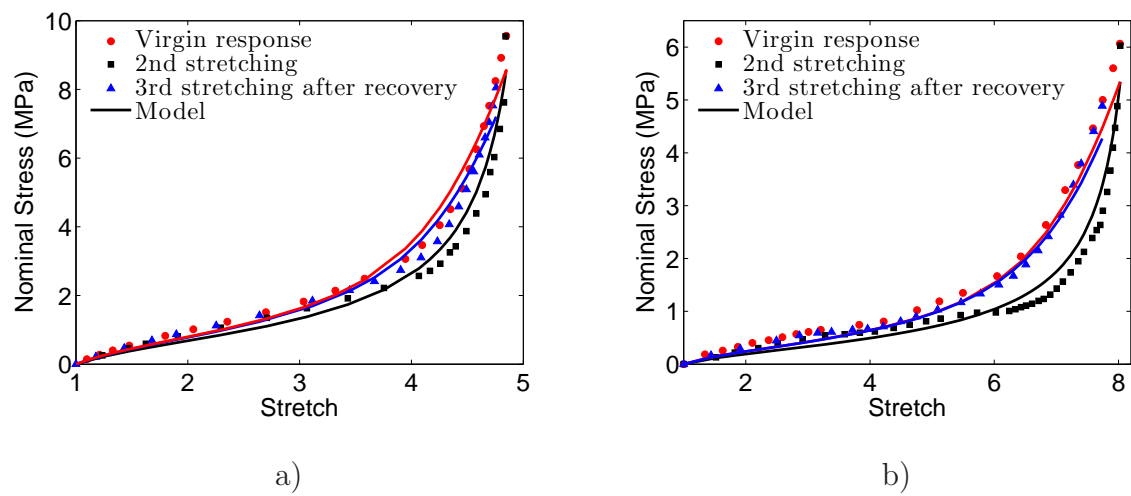 10
8
6
4
2
0
Nominal Stress (MPa)
Virgin response
2nd stretching
3rd stretching after recovery
Model
1
2
3
4
5
Stretch
a)
7
6
5
4
3
2
1
0
Nominal Stress (MPa)
Virgin response
2nd stretching
3rd stretching after recovery
Model
2
4
6
8
Stretch
b)